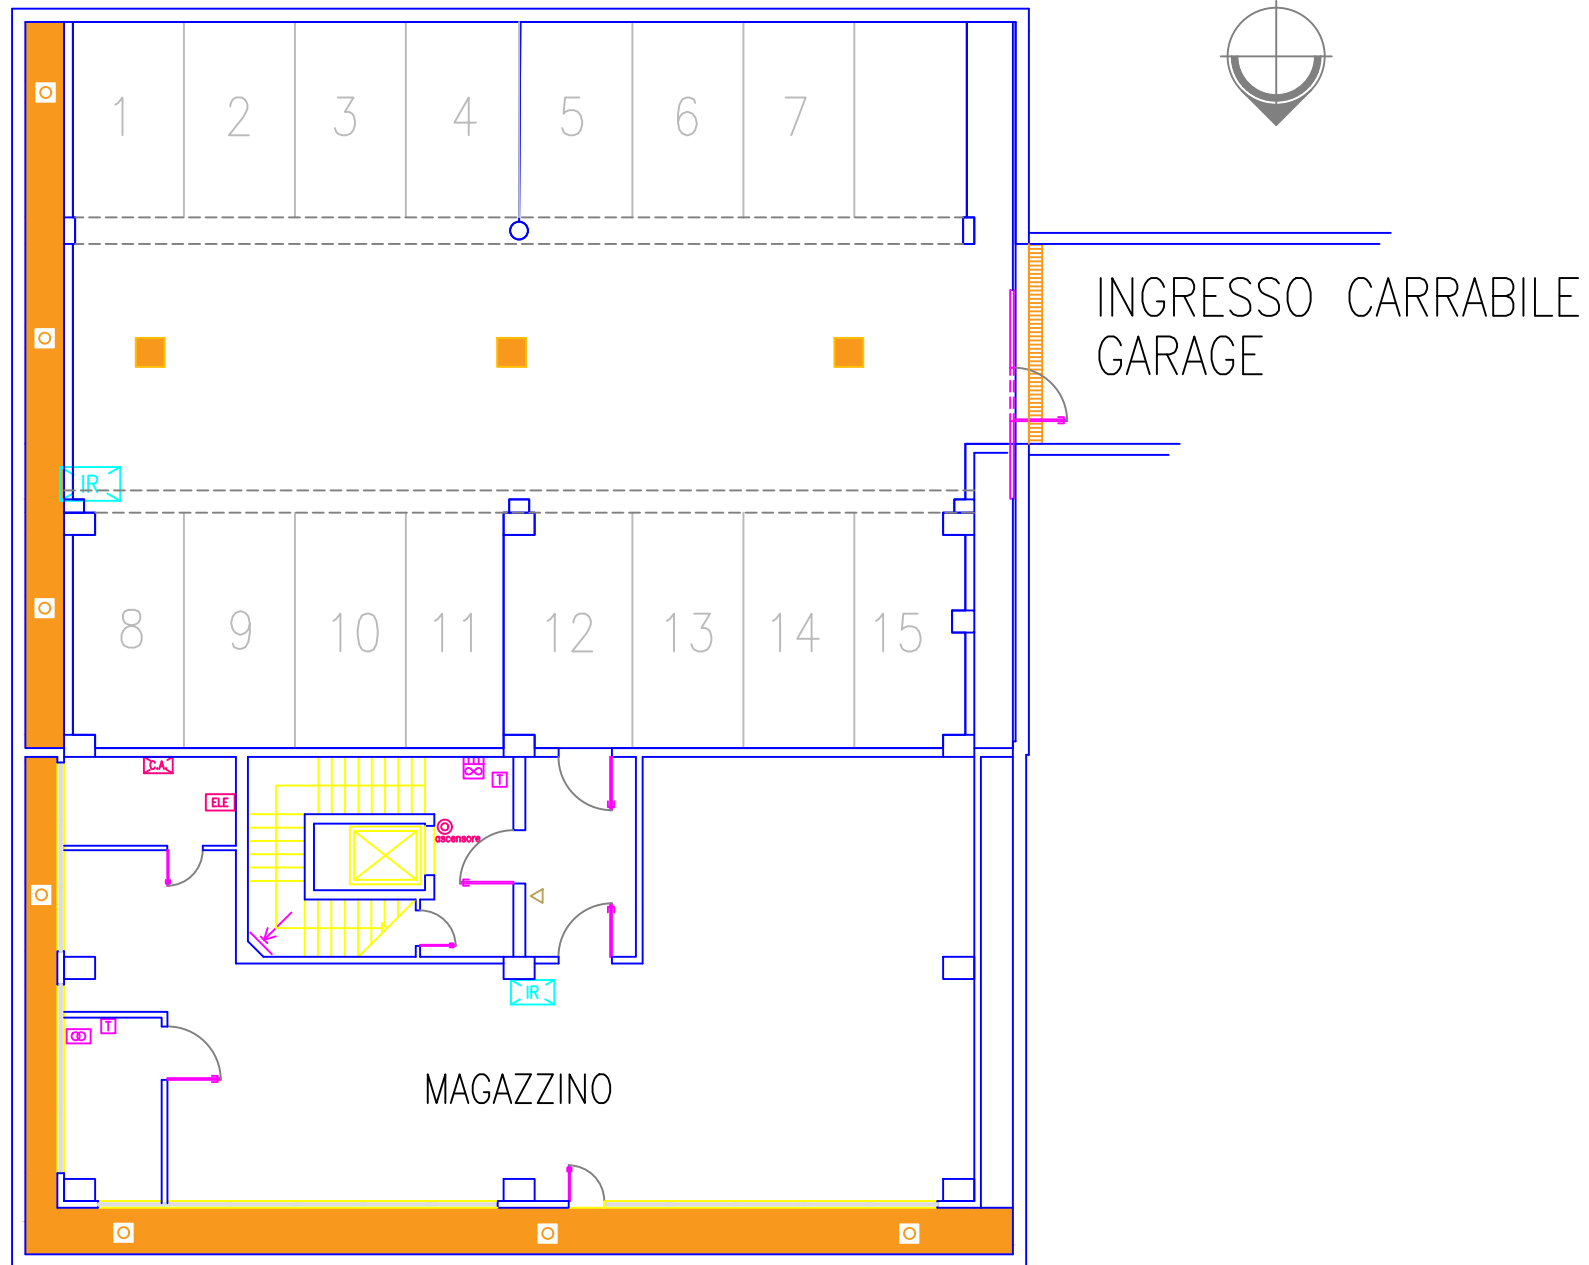 1 2 3 4 5 6 7
INGRESSO CARRABILE
GARAGE
IR
8 9 10 11 12 13 14 15
C.A.
T
ELE
ascensore
IR
T
MAGAZZINO